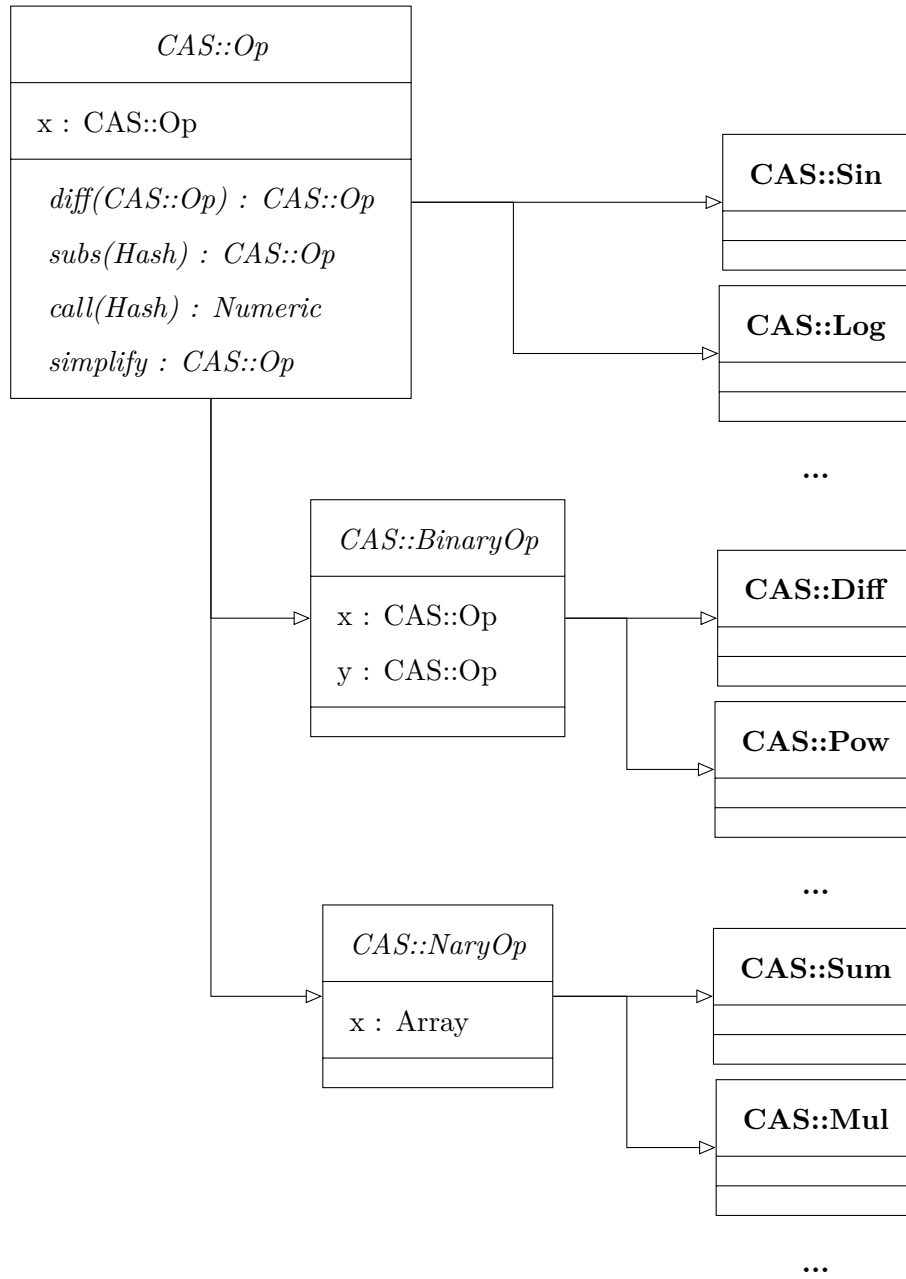 CAS::Op
x : CAS::Op
diff(CAS::Op) : CAS::Op
subs(Hash) : CAS::Op
call(Hash) : Numeric
simplify : CAS::Op
CAS::Sin
CAS::Log
...
CAS::BinaryOp
x : CAS::Op
y : CAS::Op
CAS::Diff
CAS::Pow
...
CAS::NaryOp
x : Array
CAS::Sum
CAS::Mul
...